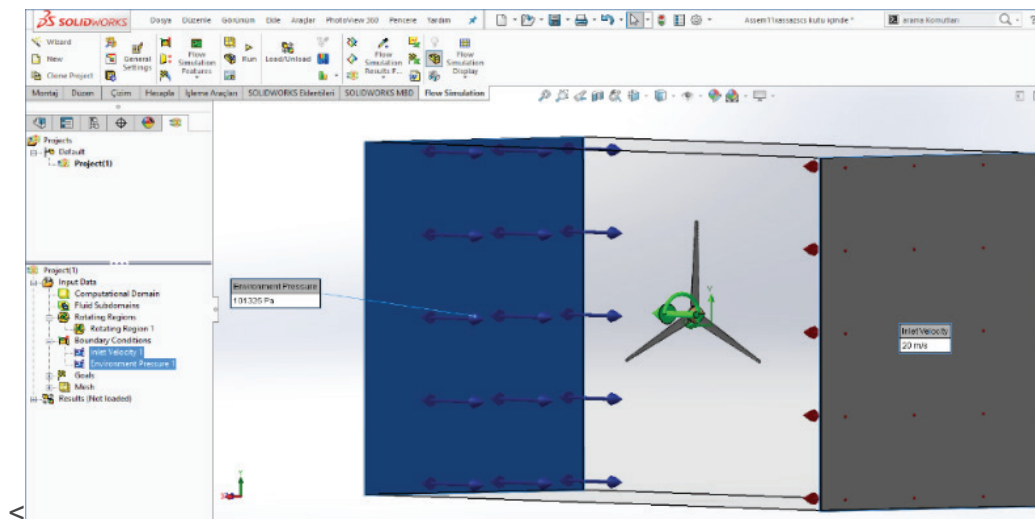 <
SOLIDWORKS
Dosya Düzenle Görünüm Ekle Araçlar PhotoView 360 Pencere Yardım
arama Komutları
Wizard
New
Clone Project
General Settings
Flow Simulation Features
Run
Load/Unload
Flow Simulation Results F...
Flow Simulation Display
Montaj Düzen Çizim Hesapla İşleme Araçları SOLIDWORKS Eklentileri SOLIDWORKS MBD Flow Simulation
Projects
Default
Project(1)
Project(1)
Input Data
Computational Domain
Fluid Subdomains
Rotating Regions
Rotating Region 1
Boundary Conditions
Inlet Velocity 1
Environment Pressure 1
Goals
Mesh
Results (Not loaded)
Environment Pressure
101325 Pa
Y
Inlet Velocity
20 m/s